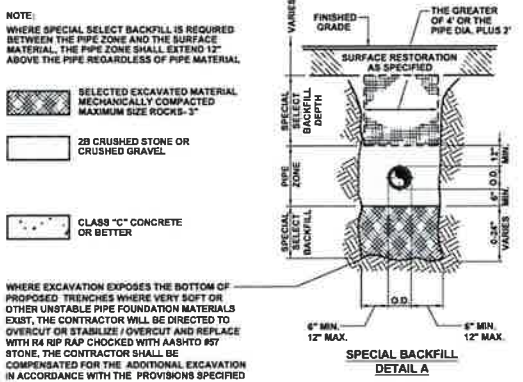 NOTE:
WHERE SPECIAL SELECT BACKFILL IS REQUIRED
BETWEEN THE PIPE ZONE AND THE SURFACE
MATERIAL, THE PIPE ZONE SHALL EXTEND 12"
ABOVE THE PIPE REGARDLESS OF PIPE MATERIAL
SELECTED EXCAVATED MATERIAL
MECHANICALLY COMPACTED
MAXIMUM SIZE ROCKS- 3"
2B CRUSHED STONE OR
CRUSHED GRAVEL
CLASS "C" CONCRETE
OR BETTER
WHERE EXCAVATION EXPOSES THE BOTTOM OF
PROPOSED TRENCHES WHERE VERY SOFT OR
OTHER UNSTABLE PIPE FOUNDATION MATERIALS
EXIST, THE CONTRACTOR WILL BE DIRECTED TO
OVERCUT OR STABILIZE / OVERCUT AND REPLACE
WITH R4 RIP RAP CHOCKED WITH AASHTO #57
STONE, THE CONTRACTOR SHALL BE
COMPENSATED FOR THE ADDITIONAL EXCAVATION
IN ACCORDANCE WITH THE PROVISIONS SPECIFIED
VARIES
FINISHED
GRADE
THE GREATER
OF 4' OR THE
PIPE DIA. PLUS 2'
SURFACE RESTORATION
AS SPECIFIED
SPECIAL
SELECT
BACKFILL
DEPTH
PIPE
ZONE
12"
MIN.
O.D.
6"
MIN.
SPECIAL
SELECT
BACKFILL
0-24"
VARIES
O.D.
6" MIN.
12" MAX.
6" MIN.
12" MAX.
SPECIAL BACKFILL
DETAIL A